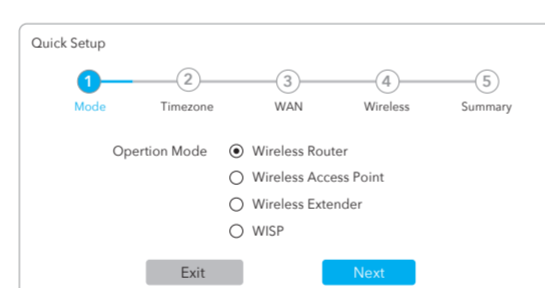 Quick Setup
1 2 3 4 5
Mode Timezone WAN Wireless Summary
Opertion Mode Wireless Router
Wireless Access Point
Wireless Extender
WISP
Exit Next